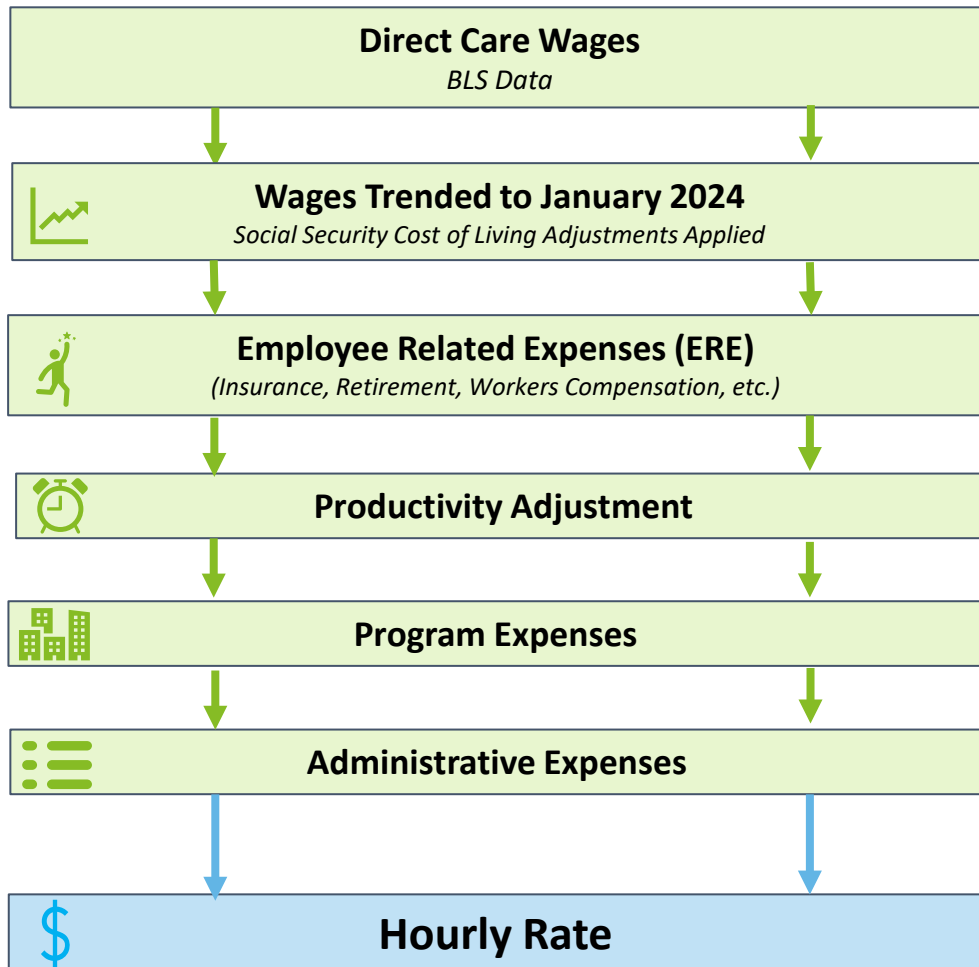 Direct Care Wages
BLS Data
Wages Trended to January 2024
Social Security Cost of Living Adjustments Applied
Employee Related Expenses (ERE)
(Insurance, Retirement, Workers Compensation, etc.)
Productivity Adjustment
Program Expenses
Administrative Expenses
$ Hourly Rate